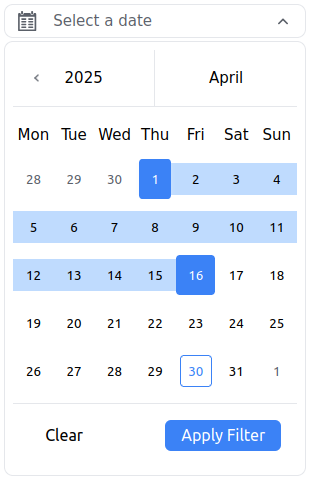 Select a date
2025 April
Mon Tue Wed Thu Fri Sat Sun
28 29 30 1 2 3 4
5 6 7 8 9 10 11
12 13 14 15 16 17 18
19 20 21 22 23 24 25
26 27 28 29 30 31 1
Clear Apply Filter